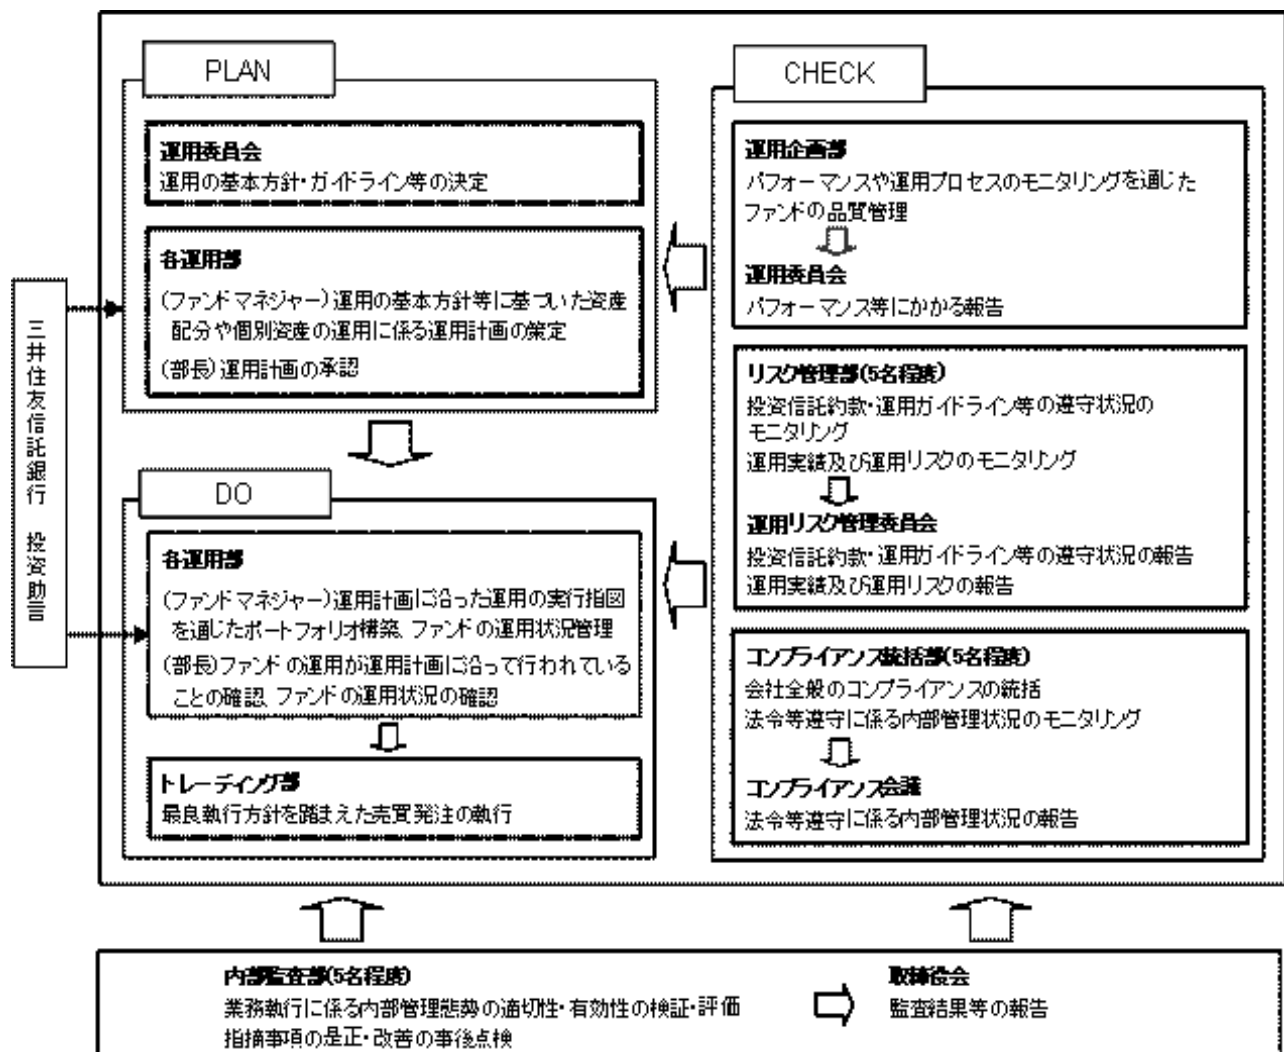 PLAN
運用委員会
運用の基本方針・ガイドライン等の決定
各運用部
(ファンドマネジャー)運用の基本方針等に基づいた資産
配分や個別資産の運用に係る運用計画の策定
(部長)運用計画の承認
DO
各運用部
(ファンドマネジャー)運用計画に沿った運用の実行指図
を通じたポートフォリオ構築、ファンドの運用状況管理
(部長)ファンドの運用が運用計画に沿って行われている
ことの確認、ファンドの運用状況の確認
トレーディング部
最良執行方針を踏まえた売買発注の執行
三井住友信託銀行 投資助言
CHECK
運用企画部
パフォーマンスや運用プロセスのモニタリングを通じた
ファンドの品質管理
運用委員会
パフォーマンス等にかかる報告
リスク管理部(5名程度)
投資信託約款・運用ガイドライン等の遵守状況の
モニタリング
運用実績及び運用リスクのモニタリング
運用リスク管理委員会
投資信託約款・運用ガイドライン等の遵守状況の報告
運用実績及び運用リスクの報告
コンプライアンス統括部(5名程度)
会社全般のコンプライアンスの統括
法令等遵守に係る内部管理状況のモニタリング
コンプライアンス会議
法令等遵守に係る内部管理状況の報告
内部監査部(5名程度)
業務執行に係る内部管理態勢の適切性・有効性の検証・評価
指摘事項の是正・改善の事後点検
取締役会
監査結果等の報告